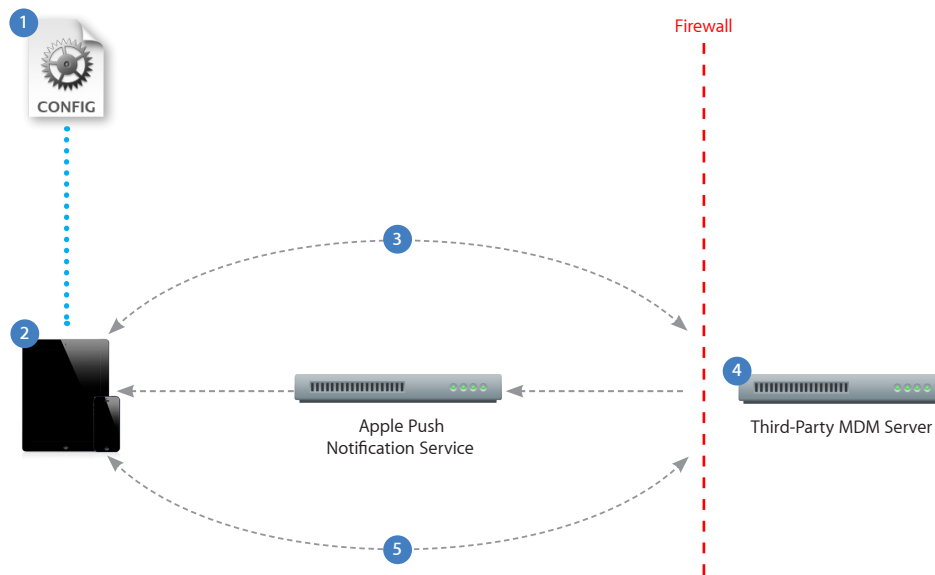 1
CONFIG
Firewall
3
2
4
Apple Push
Notification Service
Third-Party MDM Server
5